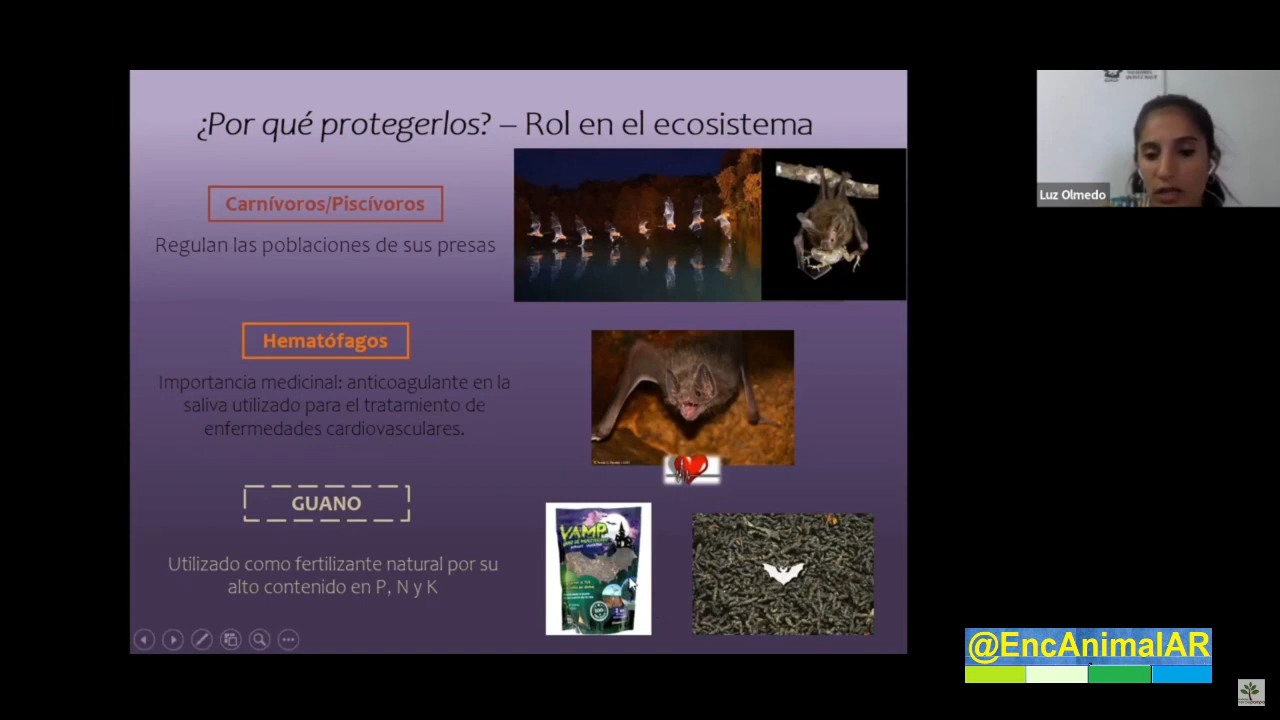 ¿Por qué protegerlos? – Rol en el ecosistema
Carnívoros/Piscívoros
Regulan las poblaciones de sus presas
Hematófagos
Importancia medicinal: anticoagulante en la
saliva utilizado para el tratamiento de
enfermedades cardiovasculares.
GUANO
Utilizado como fertilizante natural por su
alto contenido en P, N y K
VAMP
Luz Olmedo
@EncAnimalAR